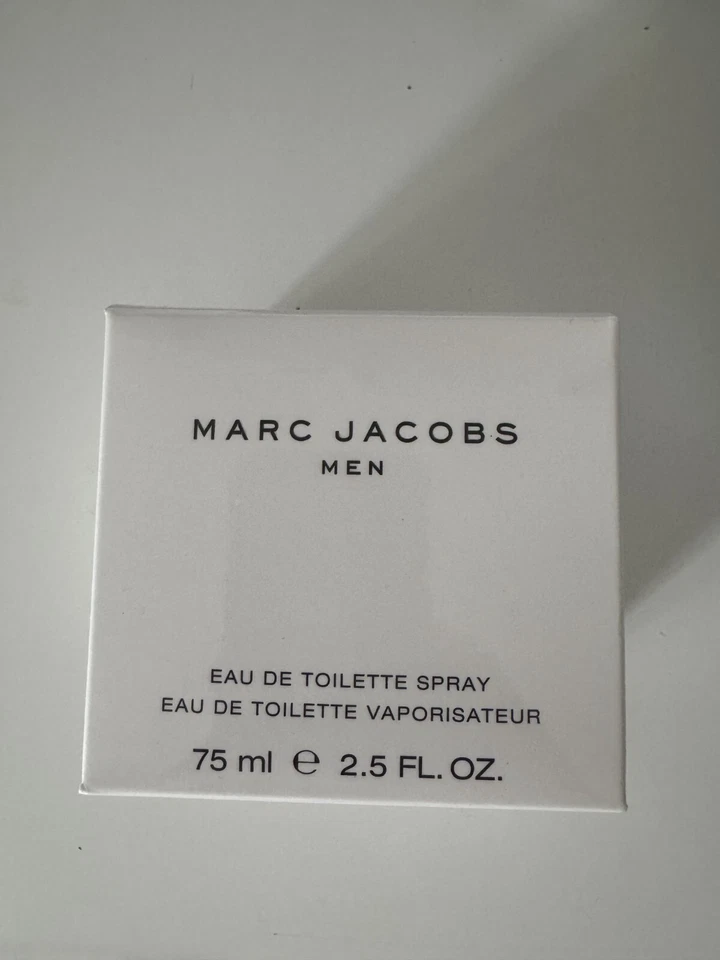 MARC JACOBS
MEN
EAU DE TOILETTE SPRAY
EAU DE TOILETTE VAPORISATEUR
75 ml ℮ 2.5 FL. OZ.